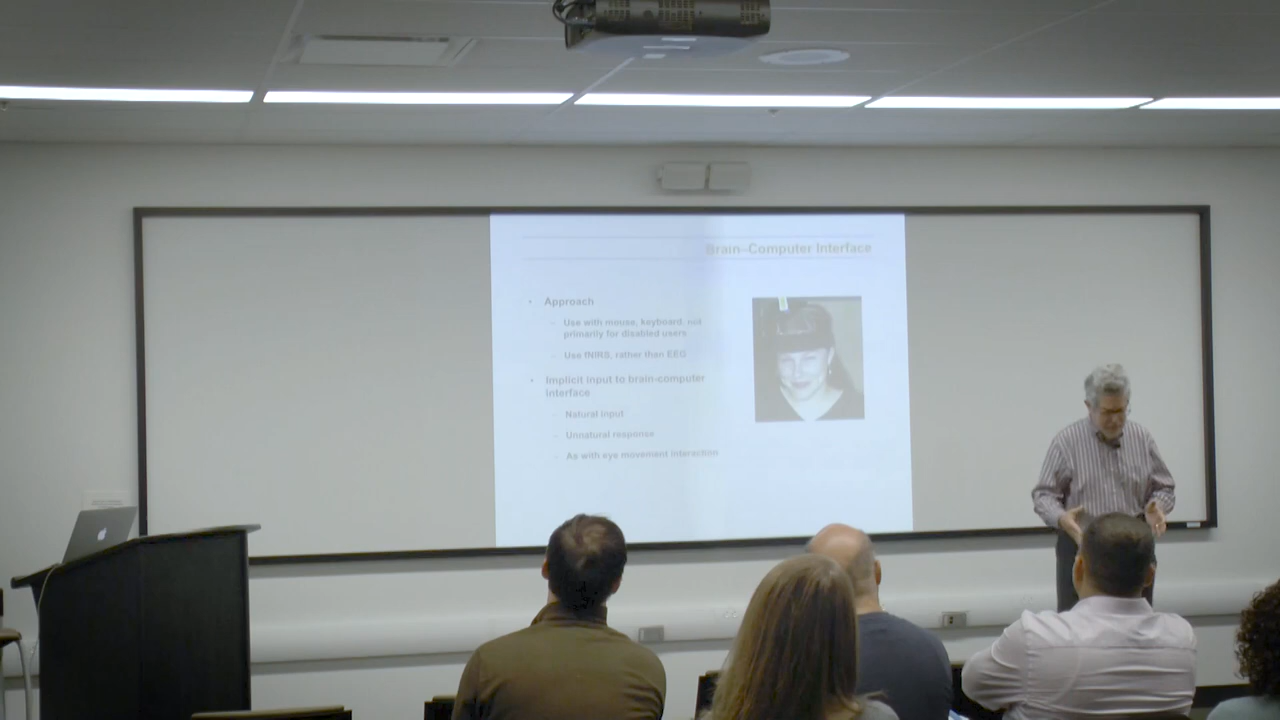 Brain–Computer Interface
• Approach
– Use with mouse, keyboard, not
primarily for disabled users
– Use fNIRS, rather than EEG
• Implicit input to brain-computer
interface
– Natural input
– Unnatural response
– As with eye movement interaction